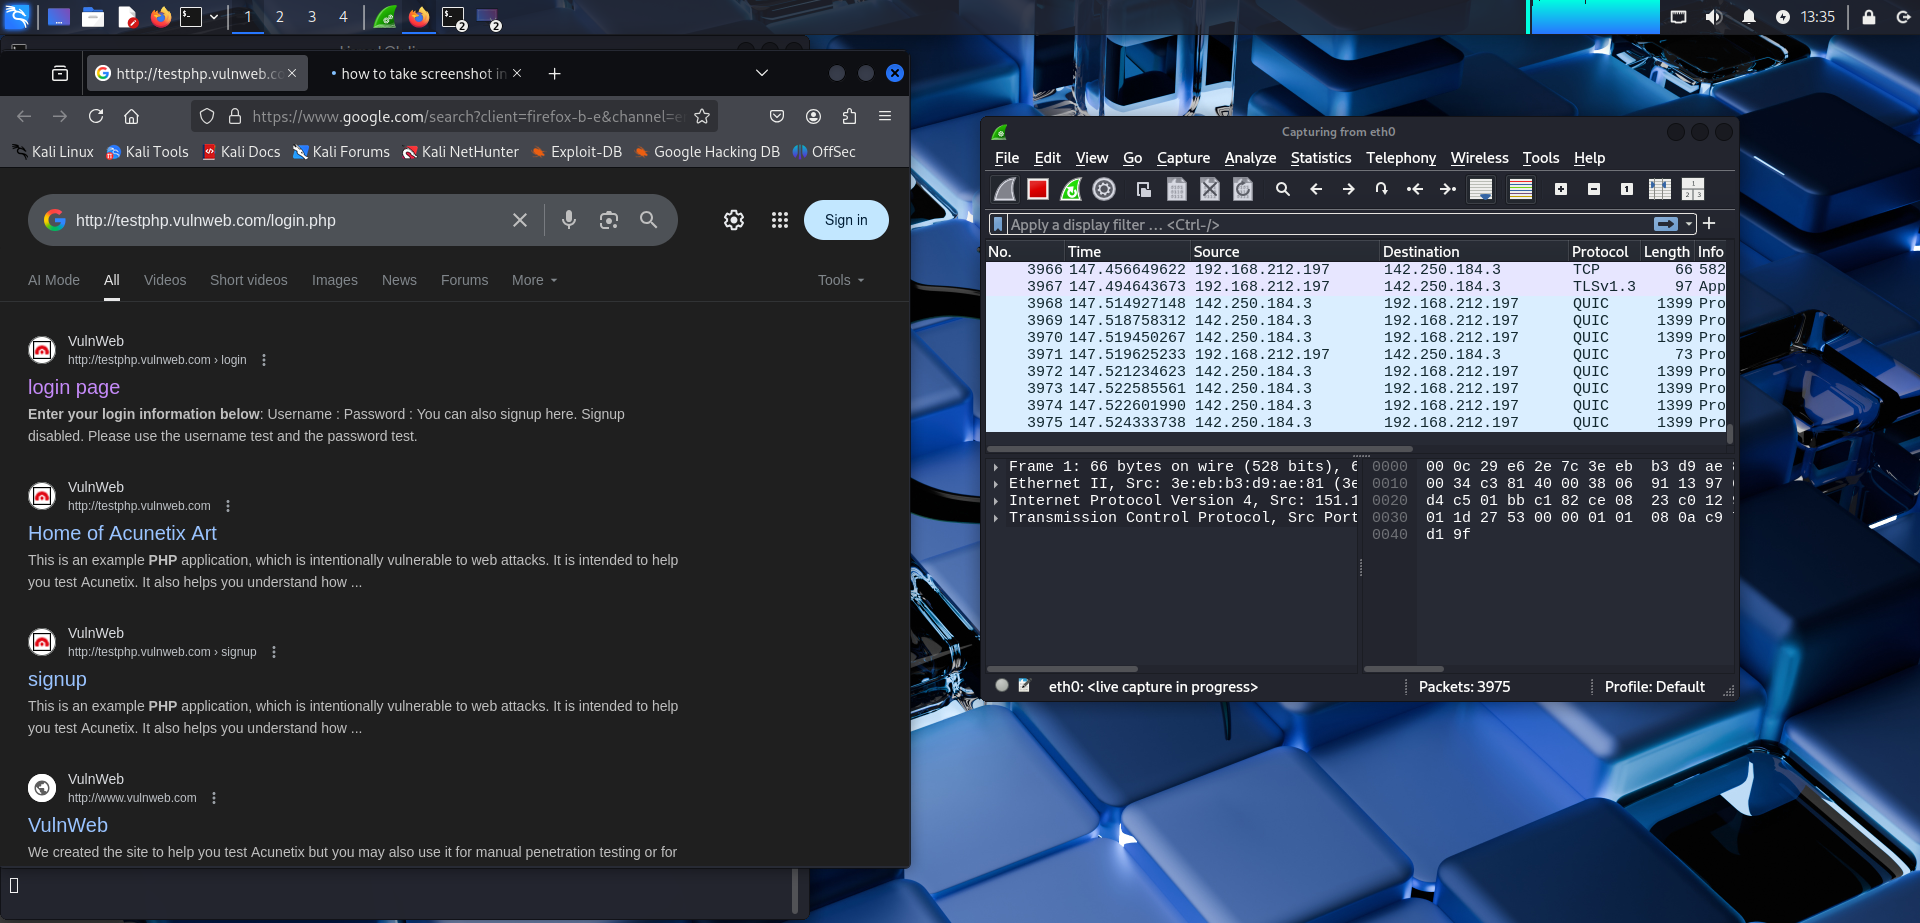 1 2 3 4 2 2 13:35
http://testphp.vulnweb.co
how to take screenshot in
https://www.google.com/search?client=firefox-b-e&channel=e
Kali Linux Kali Tools Kali Docs Kali Forums Kali NetHunter Exploit-DB Google Hacking DB OffSec
http://testphp.vulnweb.com/login.php
Sign in
AI Mode All Videos Short videos Images News Forums More Tools
VulnWeb
http://testphp.vulnweb.com › login
login page
Enter your login information below: Username : Password : You can also signup here. Signup
disabled. Please use the username test and the password test.
VulnWeb
http://testphp.vulnweb.com
Home of Acunetix Art
This is an example PHP application, which is intentionally vulnerable to web attacks. It is intended to help
you test Acunetix. It also helps you understand how ...
VulnWeb
http://testphp.vulnweb.com › signup
signup
This is an example PHP application, which is intentionally vulnerable to web attacks. It is intended to help
you test Acunetix. It also helps you understand how ...
VulnWeb
http://www.vulnweb.com
VulnWeb
We created the site to help you test Acunetix but you may also use it for manual penetration testing or for
Capturing from eth0
File Edit View Go Capture Analyze Statistics Telephony Wireless Tools Help
Apply a display filter ... <Ctrl-/>
No. Time Source Destination Protocol Length Info
3966 147.456649622 192.168.212.197 142.250.184.3 TCP 66 582
3967 147.494643673 192.168.212.197 142.250.184.3 TLSv1.3 97 App
3968 147.514927148 142.250.184.3 192.168.212.197 QUIC 1399 Pro
3969 147.518758312 142.250.184.3 192.168.212.197 QUIC 1399 Pro
3970 147.519450267 142.250.184.3 192.168.212.197 QUIC 1399 Pro
3971 147.519625233 192.168.212.197 142.250.184.3 QUIC 73 Pro
3972 147.521234623 142.250.184.3 192.168.212.197 QUIC 1399 Pro
3973 147.522585561 142.250.184.3 192.168.212.197 QUIC 1399 Pro
3974 147.522601990 142.250.184.3 192.168.212.197 QUIC 1399 Pro
3975 147.524333738 142.250.184.3 192.168.212.197 QUIC 1399 Pro
Frame 1: 66 bytes on wire (528 bits), 6
Ethernet II, Src: 3e:eb:b3:d9:ae:81 (3e
Internet Protocol Version 4, Src: 151.1
Transmission Control Protocol, Src Port
0000 00 0c 29 e6 2e 7c 3e eb b3 d9 ae
0010 00 34 c3 81 40 00 38 06 91 13 97
0020 d4 c5 01 bb c1 82 ce 08 23 c0 12
0030 01 1d 27 53 00 00 01 01 08 0a c9
0040 d1 9f
eth0: <live capture in progress> Packets: 3975 Profile: Default